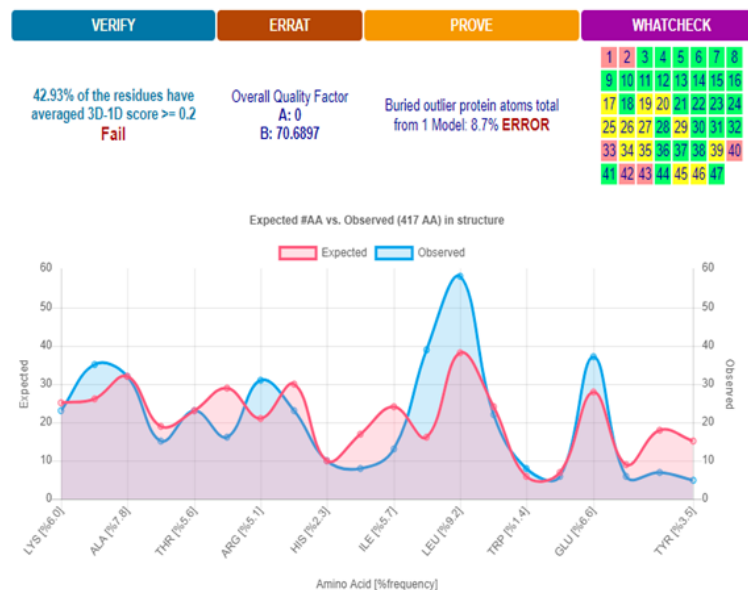 VERIFY ERRAT PROVE WHATCHECK
42.93% of the residues have
averaged 3D-1D score >= 0.2
Fail
Overall Quality Factor
A: 0
B: 70.6897
Buried outlier protein atoms total
from 1 Model: 8.7% ERROR
1 2 3 4 5 6 7 8
9 10 11 12 13 14 15 16
17 18 19 20 21 22 23 24
25 26 27 28 29 30 31 32
33 34 35 36 37 38 39 40
41 42 43 44 45 46 47
Expected #AA vs. Observed (417 AA) in structure
Expected Observed
60 60
50 50
40 40
30 30
20 20
10 10
0 0
Expected
Observed
LYS [%6.0] ALA [%7.8] THR [%5.6] ARG [%5.1] HIS [%2.3] ILE [%5.7] LEU [%9.2] TRP [%1.4] GLU [%6.6] TYR [%3.5]
Amino Acid [%frequency]